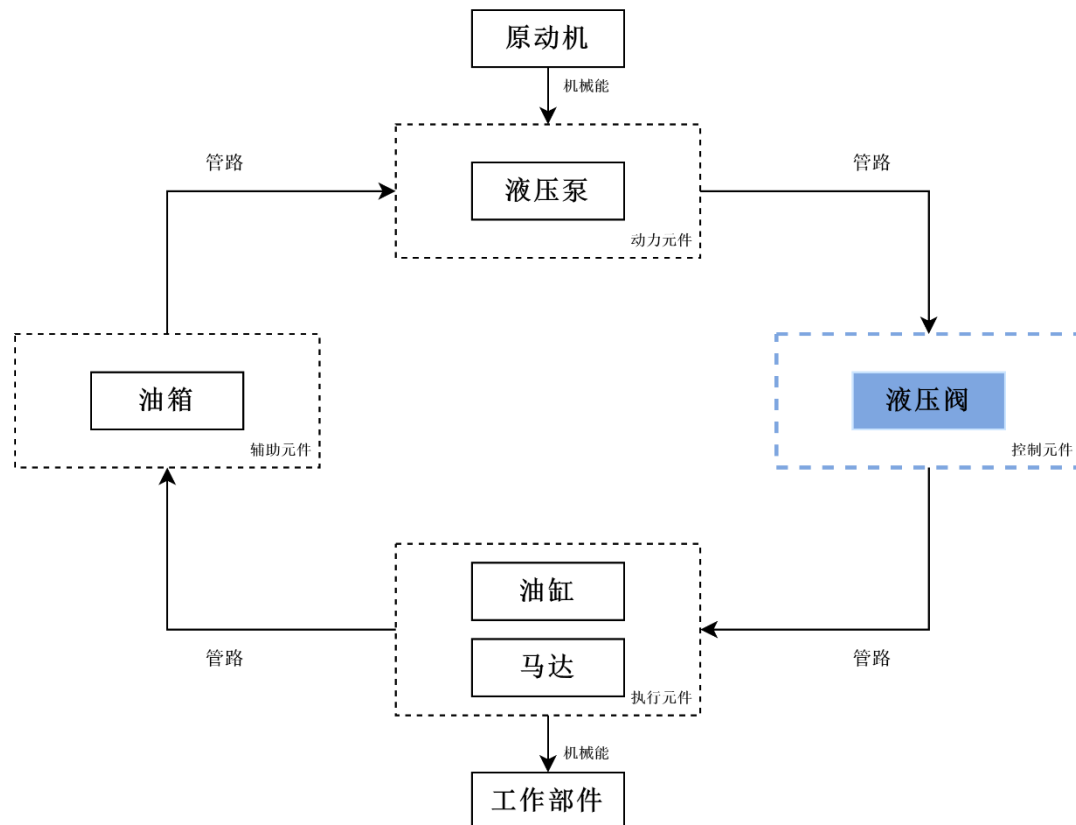 原动机
机械能
管路
管路
液压泵
动力元件
油箱
辅助元件
液压阀
控制元件
油缸
马达
执行元件
管路
管路
机械能
工作部件